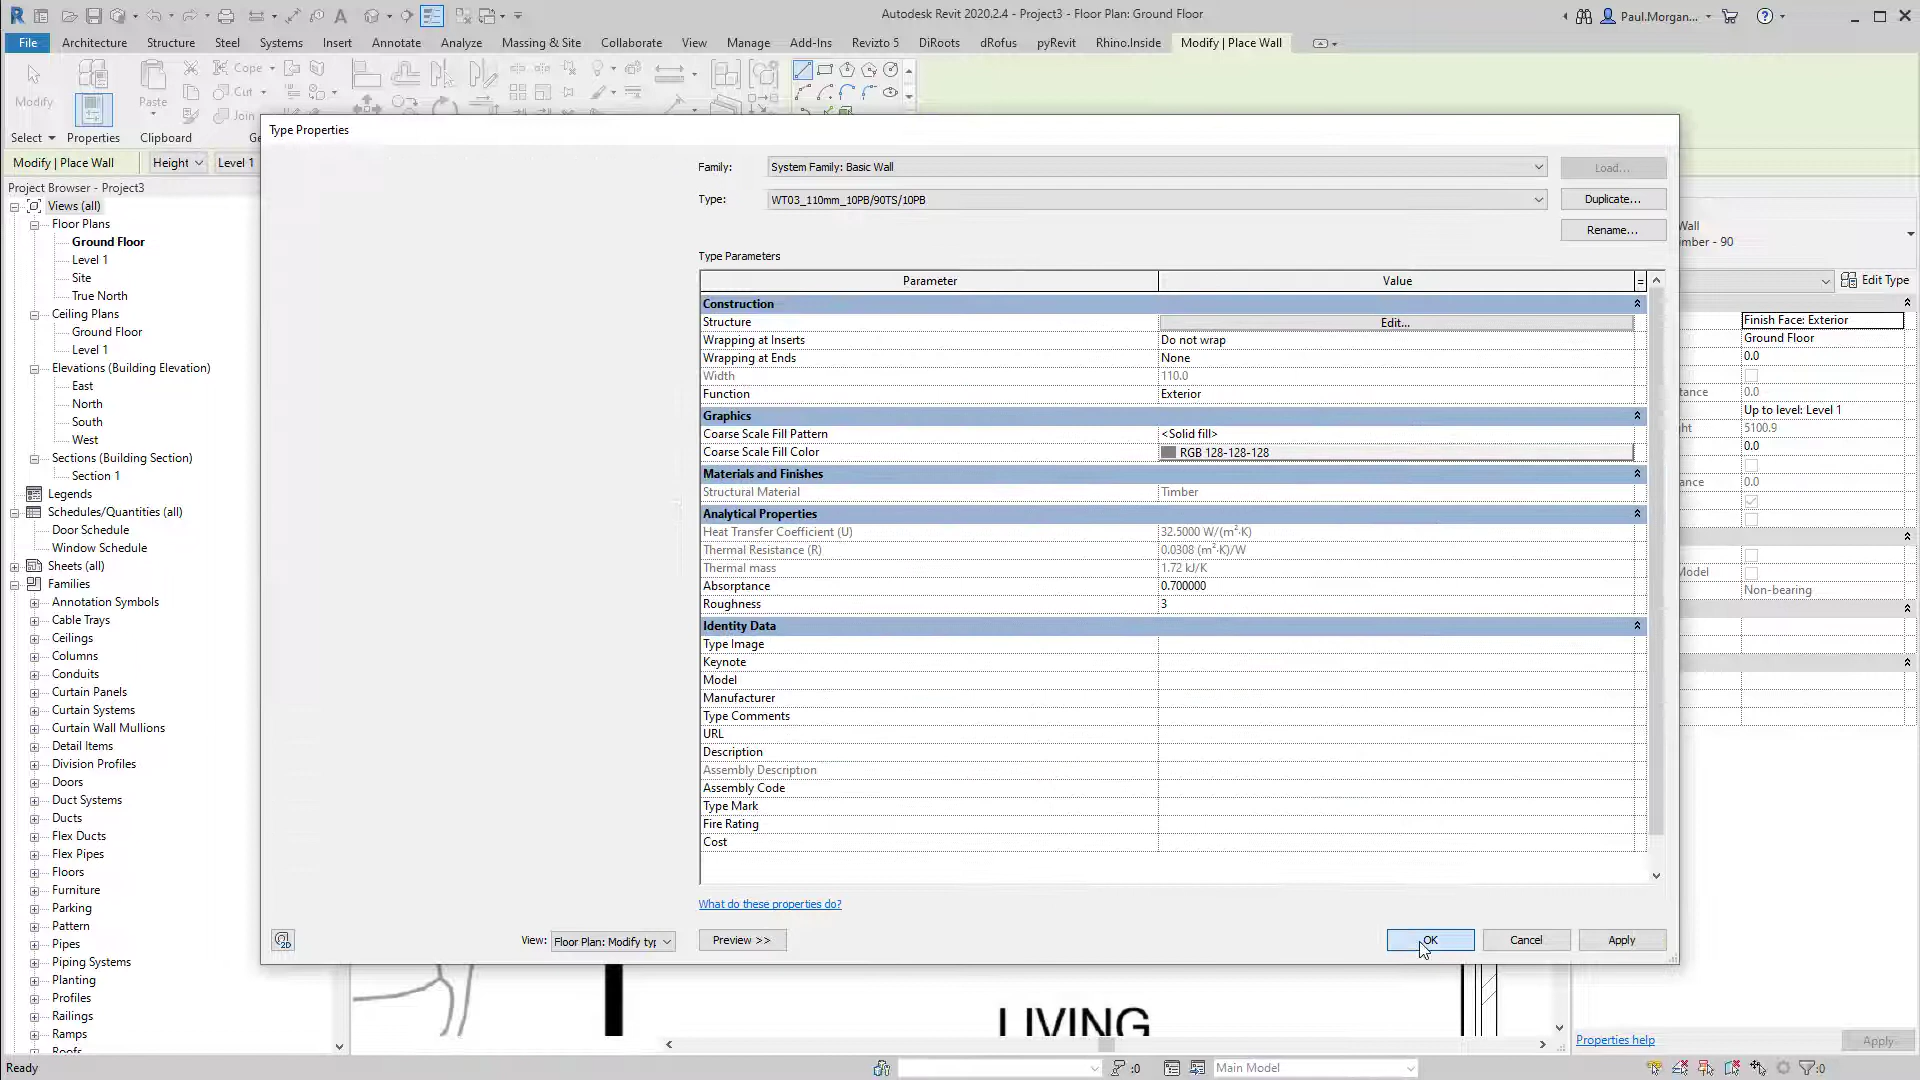 Autodesk Revit 2020.2.4 - Project3 - Floor Plan: Ground Floor
Paul.Morgan...
File Architecture Structure Steel Systems Insert Annotate Analyze Massing & Site Collaborate View Manage Add-Ins Revizto 5 DiRoots dRofus pyRevit Rhino.Inside Modify | Place Wall
Modify
Paste
Cope
Cut
Join
Select Properties Clipboard
Modify | Place Wall Height Level 1
Project Browser - Project3
Views (all)
Floor Plans
Ground Floor
Level 1
Site
True North
Ceiling Plans
Ground Floor
Level 1
Elevations (Building Elevation)
East
North
South
West
Sections (Building Section)
Section 1
Legends
Schedules/Quantities (all)
Door Schedule
Window Schedule
Sheets (all)
Families
Annotation Symbols
Cable Trays
Ceilings
Columns
Conduits
Curtain Panels
Curtain Systems
Curtain Wall Mullions
Detail Items
Division Profiles
Doors
Duct Systems
Ducts
Flex Ducts
Flex Pipes
Floors
Furniture
Parking
Pattern
Pipes
Piping Systems
Planting
Profiles
Railings
Ramps
Roofs
Type Properties
Family: System Family: Basic Wall Load...
Type: WT03_110mm_10PB/90TS/10PB Duplicate...
Rename...
Type Parameters
Parameter Value =
Construction
Structure Edit...
Wrapping at Inserts Do not wrap
Wrapping at Ends None
Width 110.0
Function Exterior
Graphics
Coarse Scale Fill Pattern <Solid fill>
Coarse Scale Fill Color RGB 128-128-128
Materials and Finishes
Structural Material Timber
Analytical Properties
Heat Transfer Coefficient (U) 32.5000 W/(m²·K)
Thermal Resistance (R) 0.0308 (m²·K)/W
Thermal mass 1.72 kJ/K
Absorptance 0.700000
Roughness 3
Identity Data
Type Image
Keynote
Model
Manufacturer
Type Comments
URL
Description
Assembly Description
Assembly Code
Type Mark
Fire Rating
Cost
What do these properties do?
2D View: Floor Plan: Modify typ Preview >> OK Cancel Apply
Wall
mber - 90
Edit Type
Finish Face: Exterior
Ground Floor
0.0
tance 0.0
Up to level: Level 1
ht 5100.9
0.0
ance 0.0
Model
Non-bearing
LIVING
Properties help Apply
Ready :0 Main Model :0